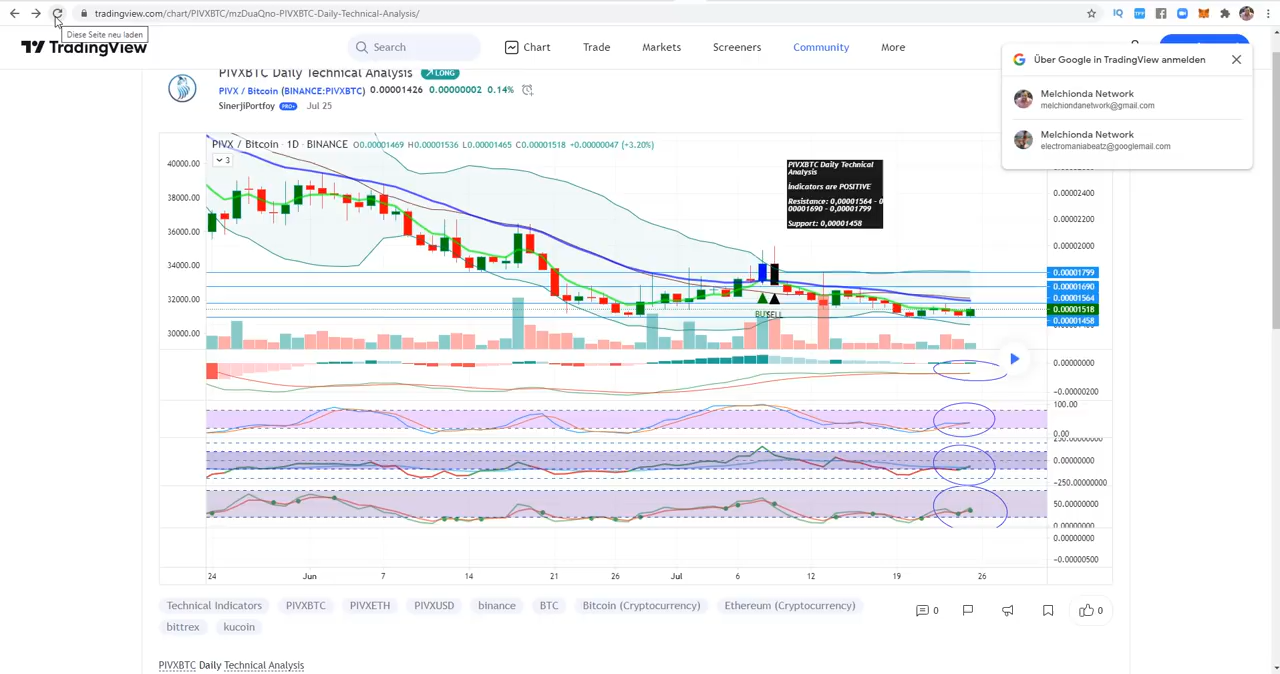 tradingview.com/chart/PIVXBTC/mzDuaQno-PIVXBTC-Daily-Technical-Analysis/
Diese Seite neu laden
TradingView
Search
Chart
Trade
Markets
Screeners
Community
More
Über Google in TradingView anmelden
Melchionda Network
melchiondanetwork@gmail.com
Melchionda Network
electromaniabeatz@googlemail.com
PIVXBTC Daily Technical Analysis
LONG
PIVX / Bitcoin (BINANCE:PIVXBTC) 0.00001426 0.00000002 0.14%
SinerjiPortfoy PRO+ Jul 25
PIVX / Bitcoin · 1D · BINANCE O0.00001469 H0.00001536 L0.00001465 C0.00001518 +0.00000047 (+3.20%)
3
40000.00
38000.00
36000.00
34000.00
32000.00
30000.00
PIVXBTC Daily Technical
Analysis
İndicators are POSITIVE
Resistance: 0,00001564 - 0
00001690 - 0,00001799
Support: 0,00001458
0.00002400
0.00002200
0.00002000
0.00001799
0.00001690
0.00001564
0.00001518
0.00001458
SELL
0.00000000
−0.00000200
100.00
0.00
0.00000000
−250.00000000
50.00000000
0.00000000
0.00000000
−0.00000500
24
Jun
7
14
21
26
Jul
6
12
19
26
Technical Indicators
PIVXBTC
PIVXETH
PIVXUSD
binance
BTC
Bitcoin (Cryptocurrency)
Ethereum (Cryptocurrency)
0
0
bittrex
kucoin
PIVXBTC Daily Technical Analysis